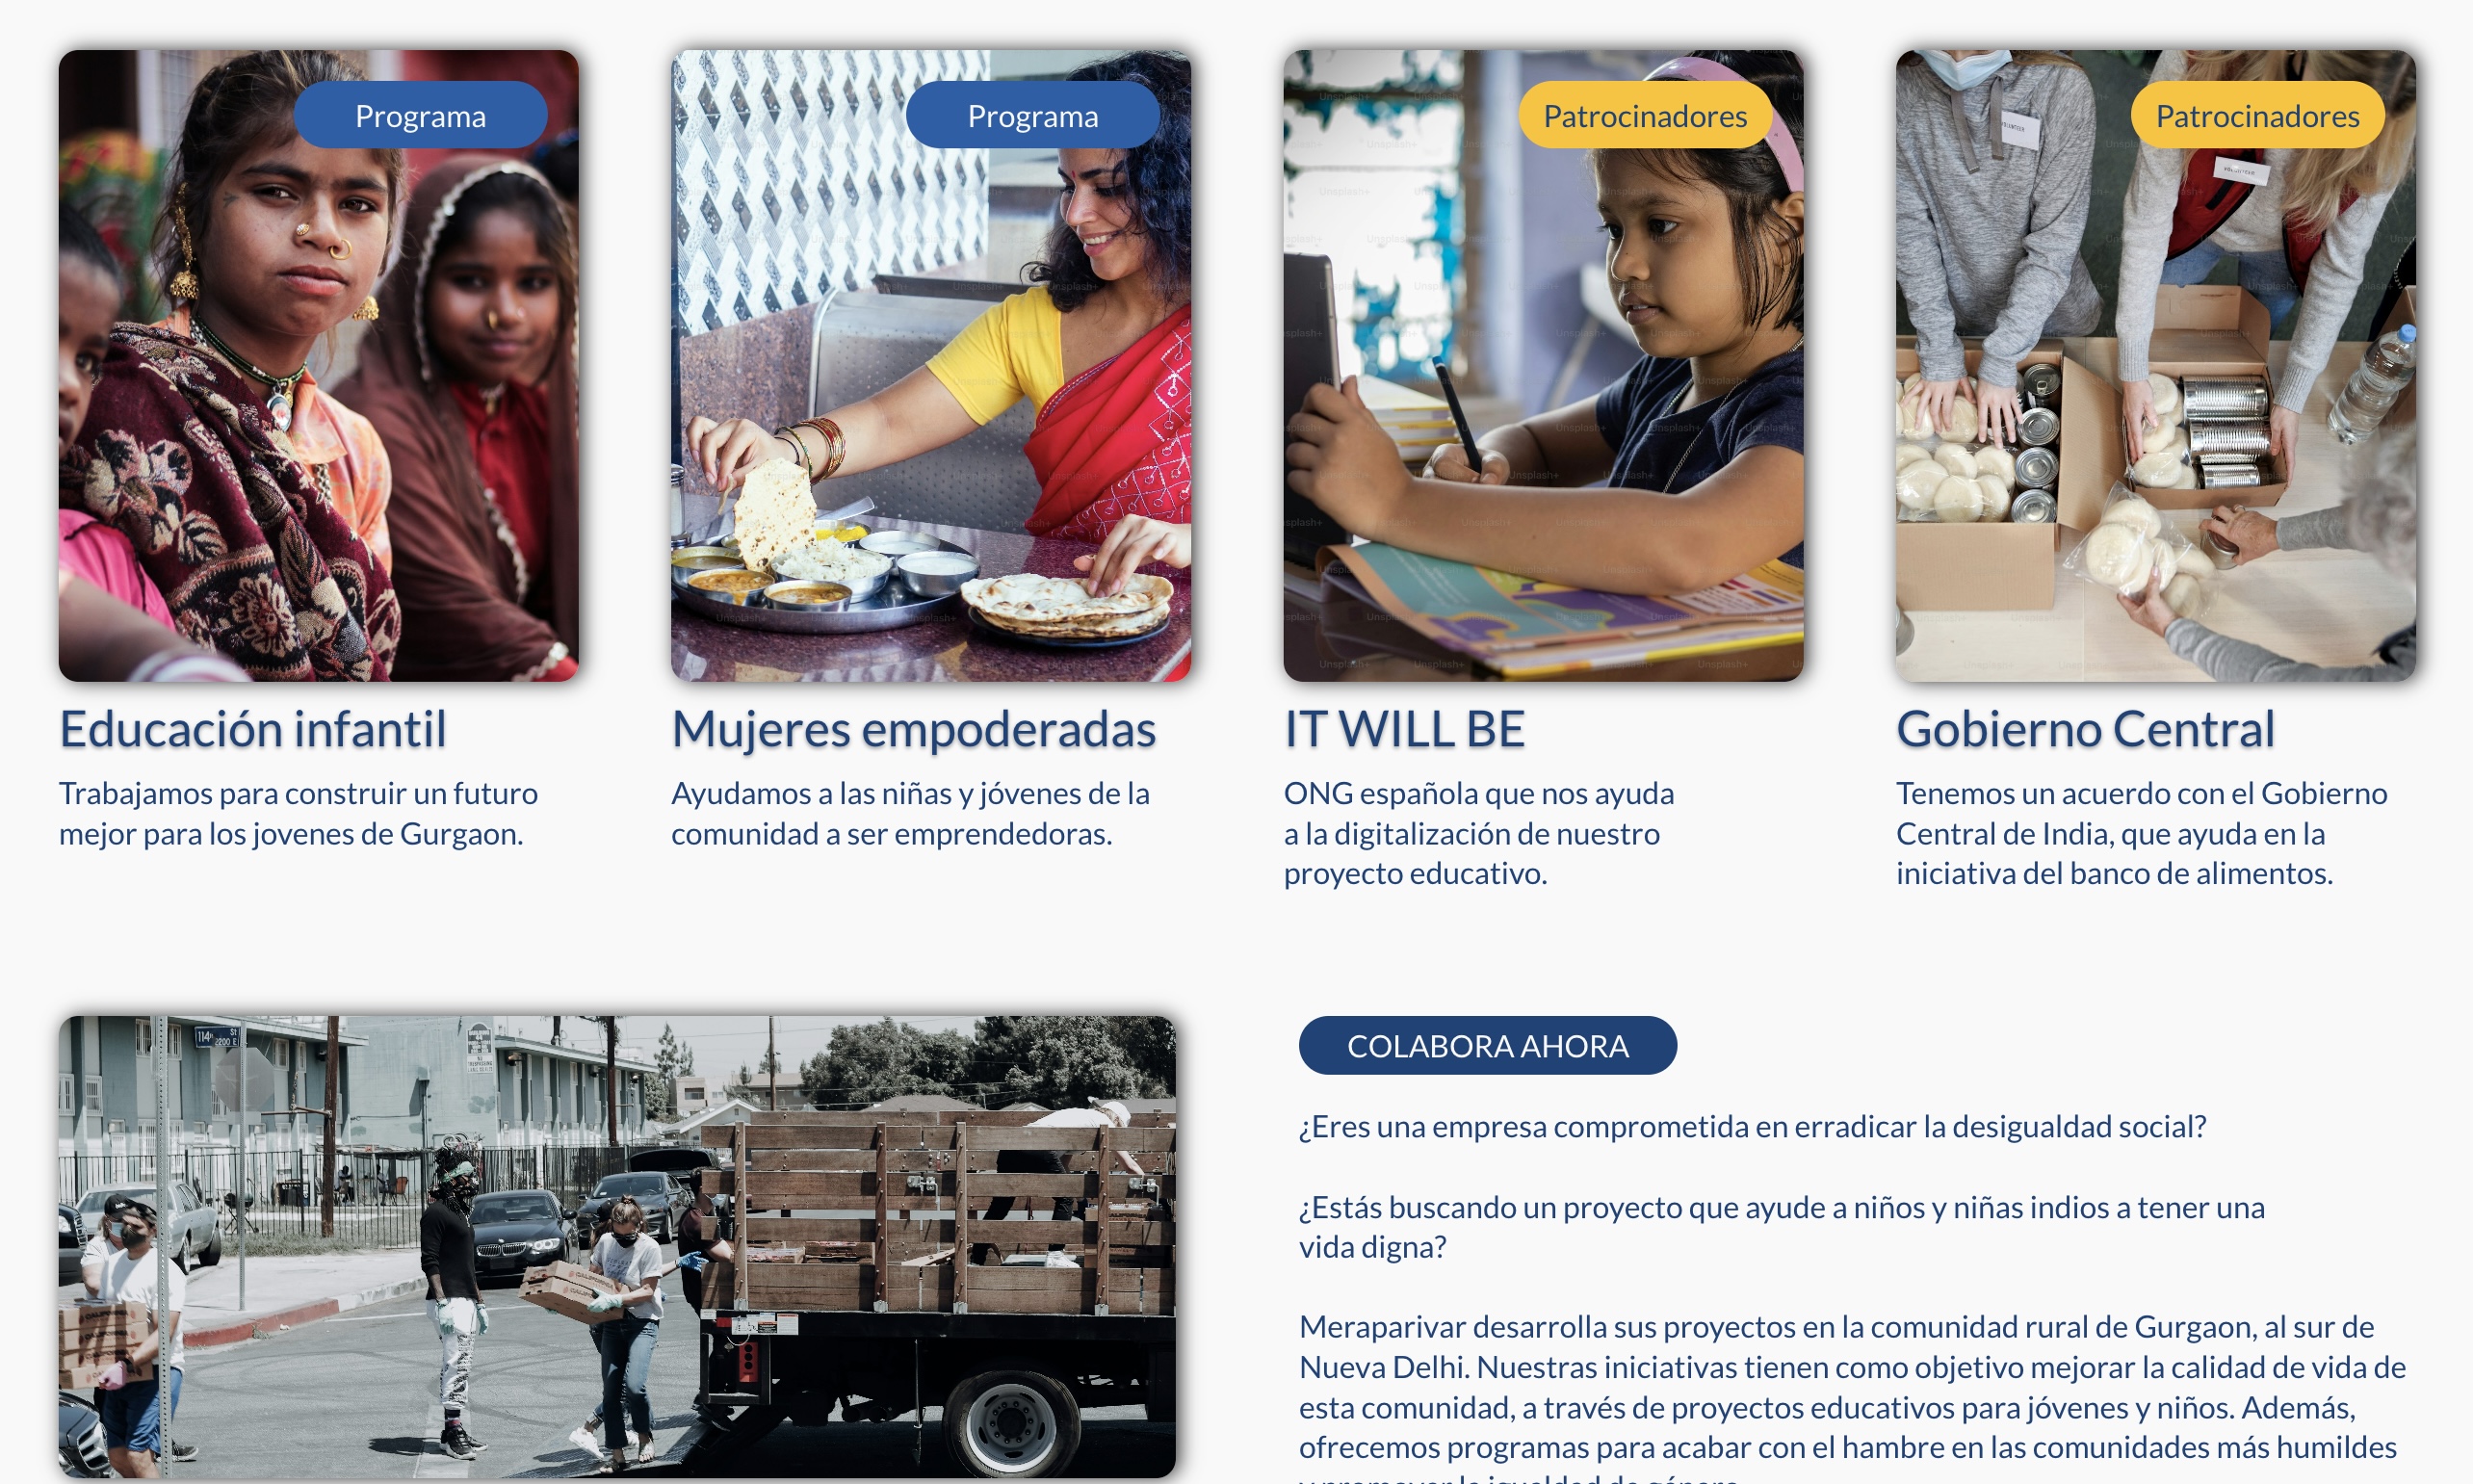 Programa
Programa
Patrocinadores
Patrocinadores
VOLUNTEER
Educación infantil
Mujeres empoderadas
IT WILL BE
Gobierno Central
Trabajamos para construir un futuro
mejor para los jovenes de Gurgaon.
Ayudamos a las niñas y jóvenes de la
comunidad a ser emprendedoras.
ONG española que nos ayuda
a la digitalización de nuestro
proyecto educativo.
Tenemos un acuerdo con el Gobierno
Central de India, que ayuda en la
iniciativa del banco de alimentos.
114th St
2200 E
COLABORA AHORA
¿Eres una empresa comprometida en erradicar la desigualdad social?
¿Estás buscando un proyecto que ayude a niños y niñas indios a tener una
vida digna?
Meraparivar desarrolla sus proyectos en la comunidad rural de Gurgaon, al sur de
Nueva Delhi. Nuestras iniciativas tienen como objetivo mejorar la calidad de vida de
esta comunidad, a través de proyectos educativos para jóvenes y niños. Además,
ofrecemos programas para acabar con el hambre en las comunidades más humildes